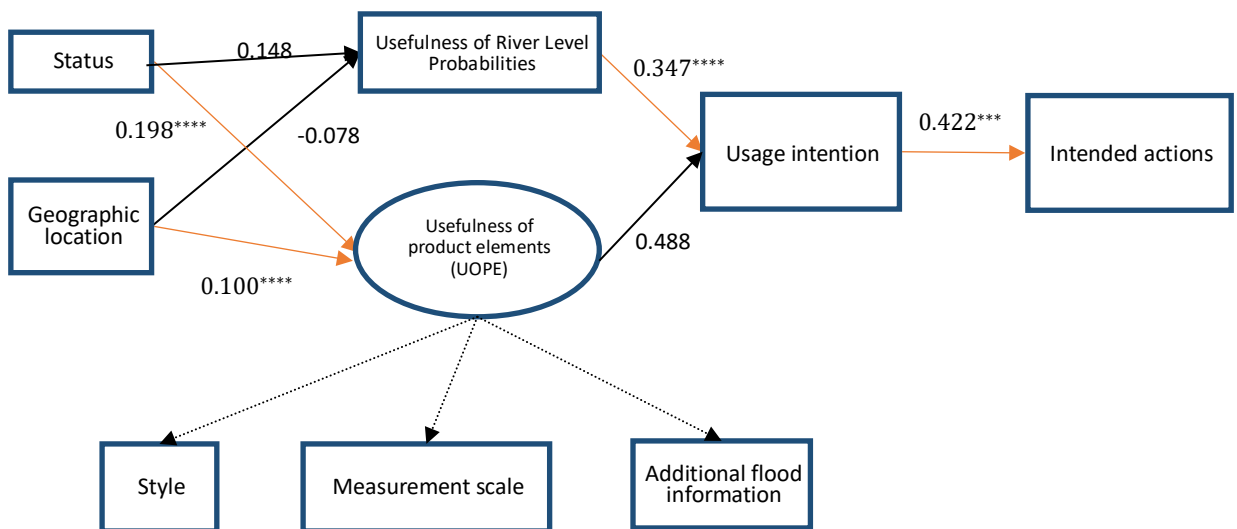 Status
0.148
Usefulness of River Level
Probabilities
0.347****
0.198****
-0.078
Usage intention
0.422***
Intended actions
Geographic
location
Usefulness of
product elements
(UOPE)
0.488
0.100****
Style
Measurement scale
Additional flood
information